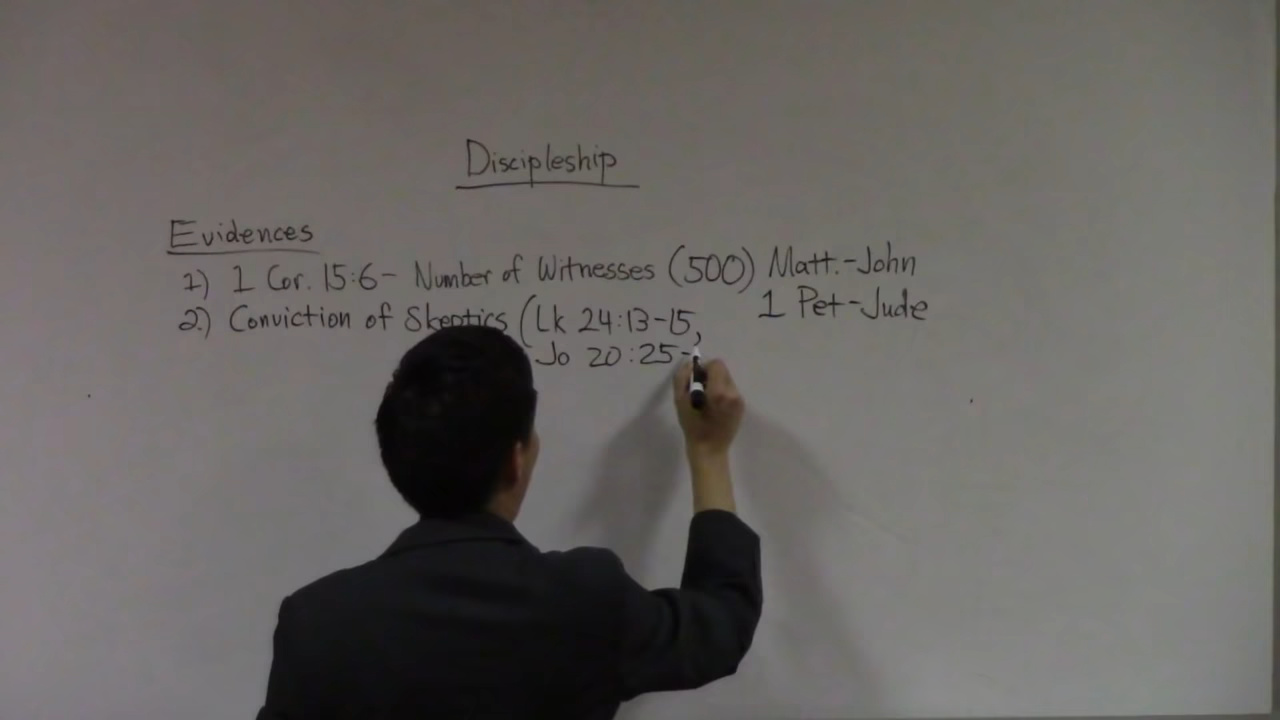 Discipleship
Evidences
1) 1 Cor. 15:6- Number of Witnesses (500) Matt.-John
1 Pet-Jude
2.) Conviction of Skeptics (Lk 24:13-15,
Jo 20:25-